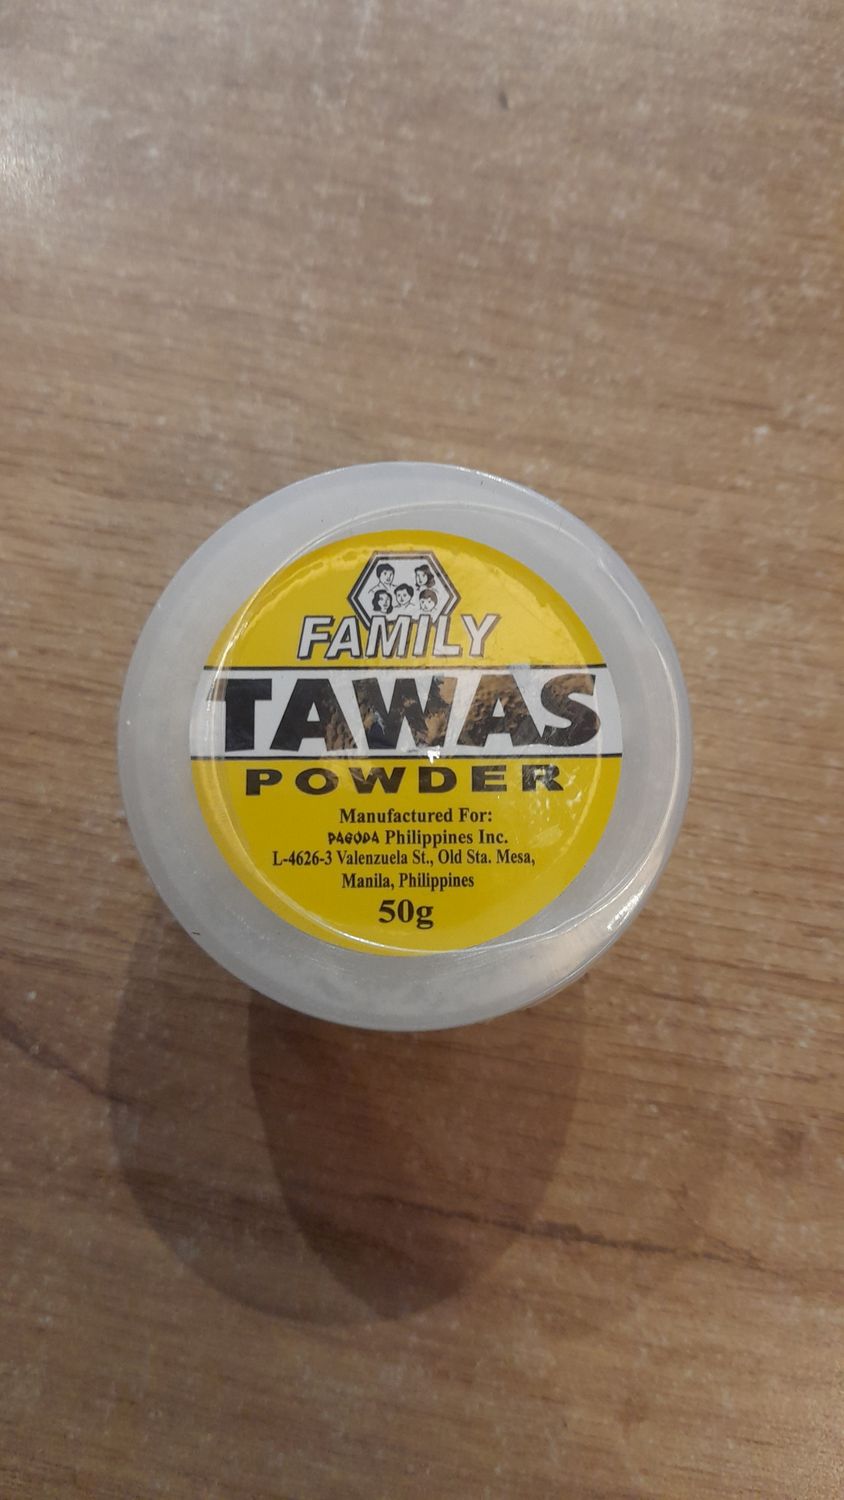 FAMILY
TAWAS
POWDER
Manufactured For:
PAGODA Philippines Inc.
L-4626-3 Valenzuela St., Old Sta. Mesa,
Manila, Philippines
50g